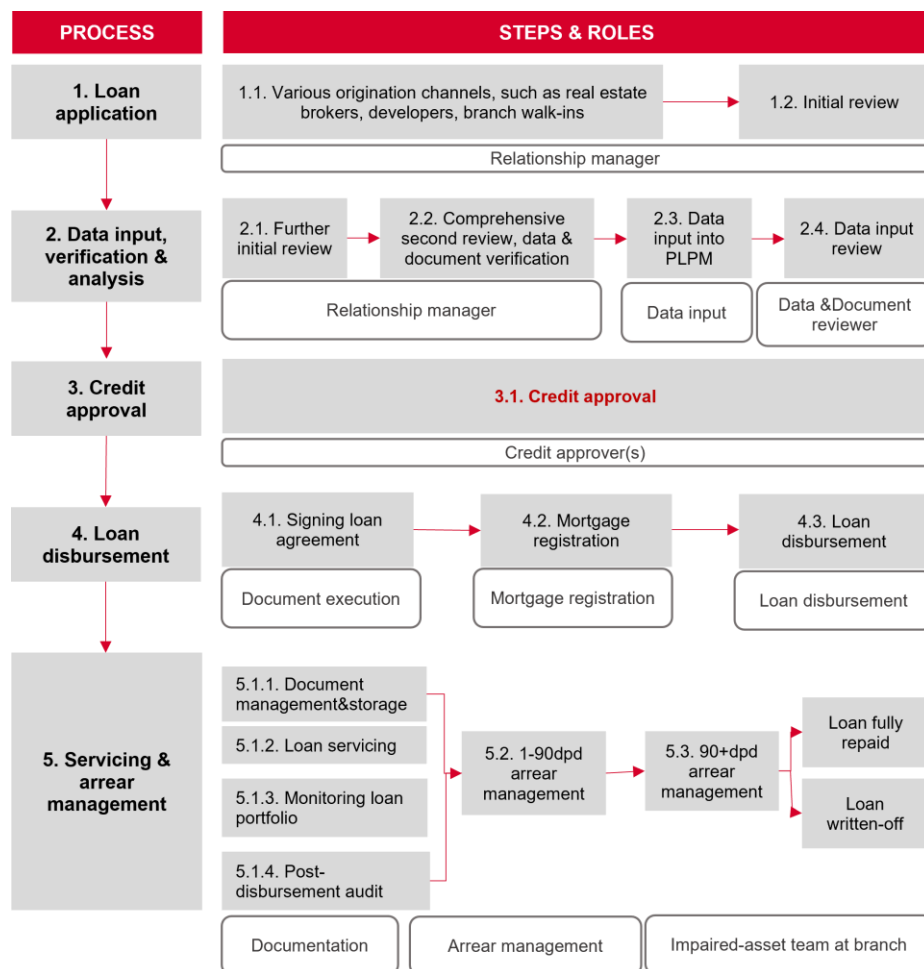 PROCESS
STEPS & ROLES
1. Loan
application
1.1. Various origination channels, such as real estate
brokers, developers, branch walk-ins
1.2. Initial review
Relationship manager
2. Data input,
verification &
analysis
2.1. Further
initial review
2.2. Comprehensive
second review, data &
document verification
2.3. Data
input into
PLPM
2.4. Data input
review
Relationship manager
Data input
Data &Document
reviewer
3. Credit
approval
3.1. Credit approval
Credit approver(s)
4. Loan
disbursement
4.1. Signing loan
agreement
4.2. Mortgage
registration
4.3. Loan
disbursement
Document execution
Mortgage registration
Loan disbursement
5. Servicing &
arrear
management
5.1.1. Document
management&storage
5.1.2. Loan servicing
5.1.3. Monitoring loan
portfolio
5.1.4. Post-
disbursement audit
5.2. 1-90dpd
arrear
management
5.3. 90+dpd
arrear
management
Loan fully
repaid
Loan
written-off
Documentation
Arrear management
Impaired-asset team at branch